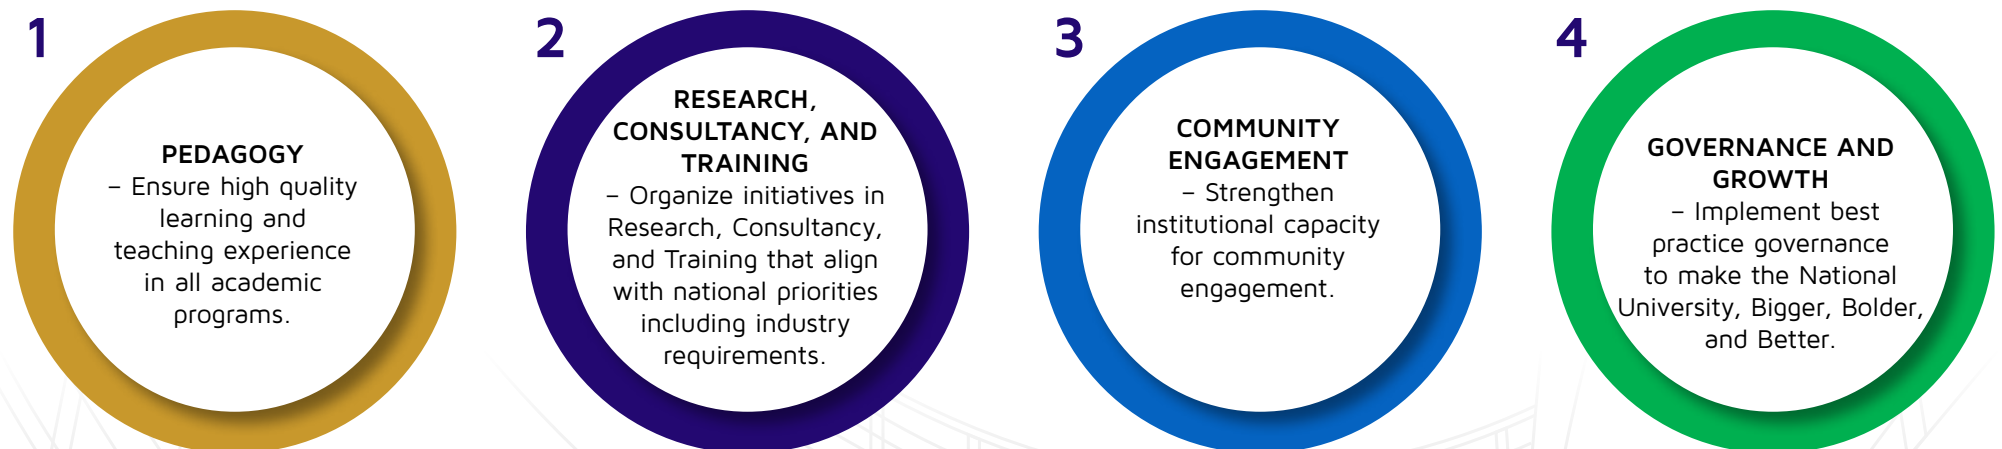 1
PEDAGOGY
– Ensure high quality
learning and
teaching experience
in all academic
programs.
2
RESEARCH,
CONSULTANCY, AND
TRAINING
– Organize initiatives in
Research, Consultancy,
and Training that align
with national priorities
including industry
requirements.
3
COMMUNITY
ENGAGEMENT
– Strengthen
institutional capacity
for community
engagement.
4
GOVERNANCE AND
GROWTH
– Implement best
practice governance
to make the National
University, Bigger, Bolder,
and Better.